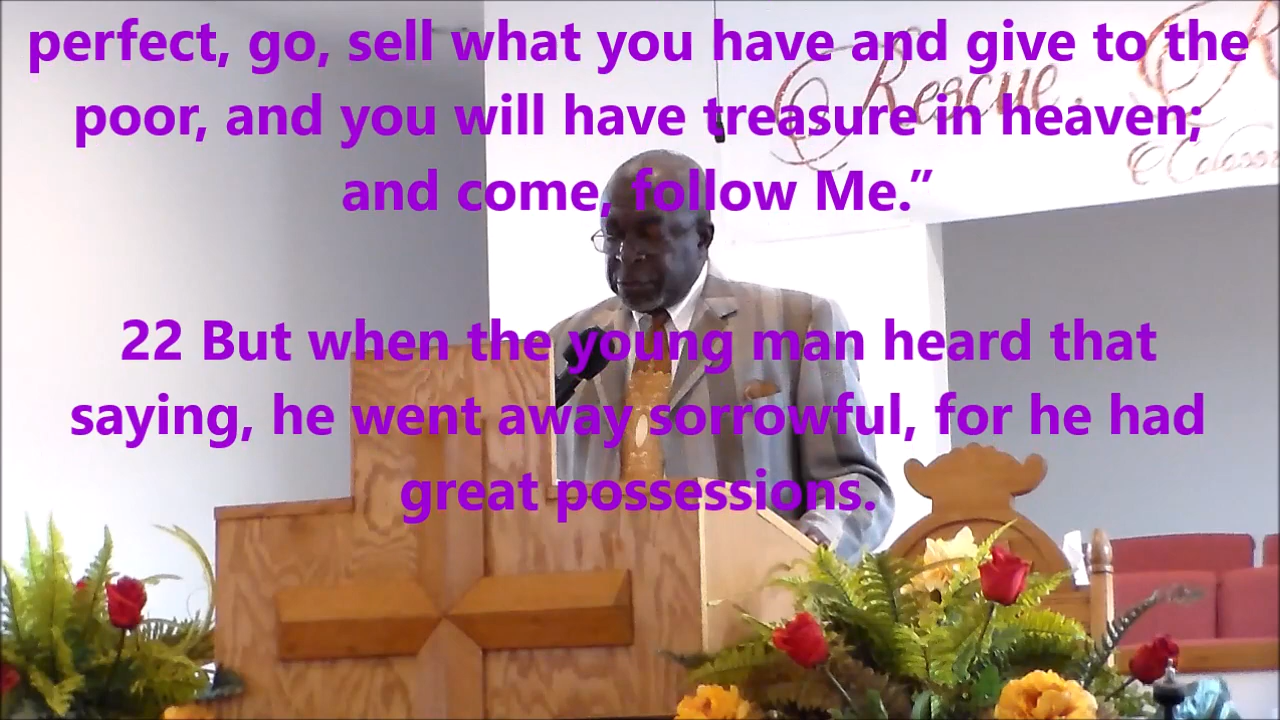 perfect, go, sell what you have and give to the
poor, and you will have treasure in heaven;
and come, follow Me.”
22 But when the young man heard that
saying, he went away sorrowful, for he had
great possessions.
Rescue.